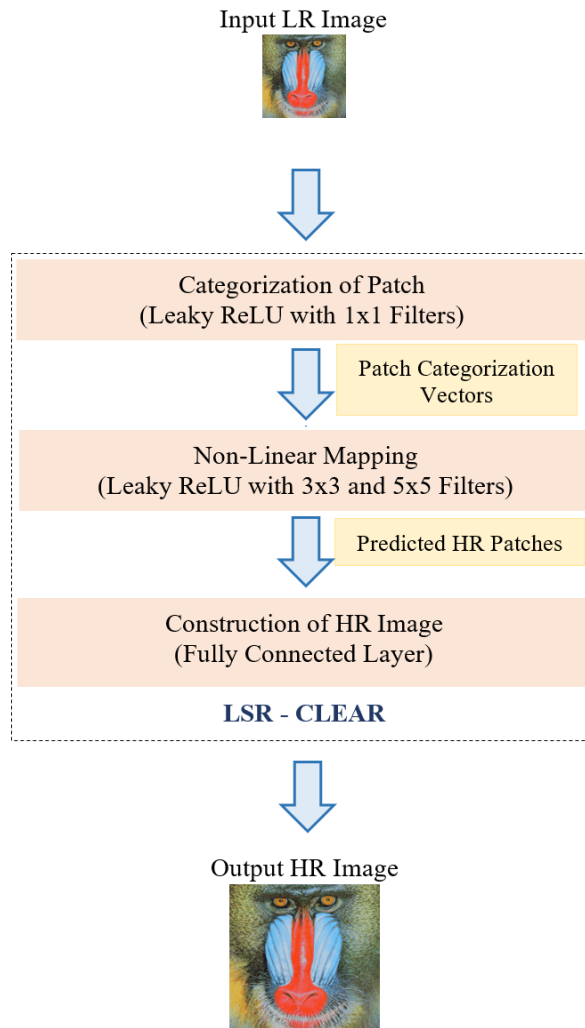 Input LR Image
Categorization of Patch
(Leaky ReLU with 1x1 Filters)
Patch Categorization
Vectors
Non-Linear Mapping
(Leaky ReLU with 3x3 and 5x5 Filters)
Predicted HR Patches
Construction of HR Image
(Fully Connected Layer)
LSR - CLEAR
Output HR Image